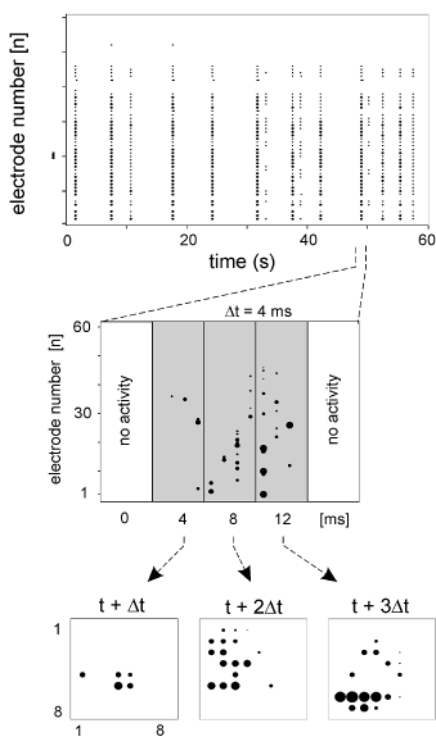 electrode number [n]
0 20 40 60
time (s)
Δt = 4 ms
electrode number [n]
60
30
1
no activity
no activity
0 4 8 12 [ms]
t + Δt t + 2Δt t + 3Δt
1
8
1 8